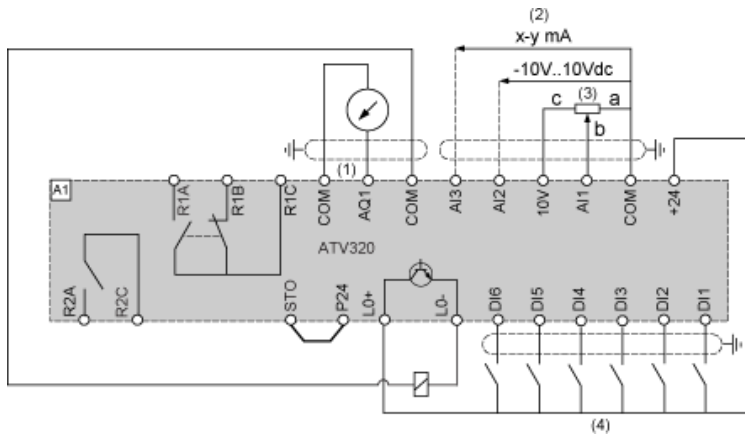 (2)
x-y mA
-10V..10Vdc
c (3) a
b
(1)
A1
R1A R1B R1C COM AQ1 COM AI3 AI2 10V AI1 COM +24
ATV320
R2A R2C STO P24 L0+ L0- DI6 DI5 DI4 DI3 DI2 DI1
(4)